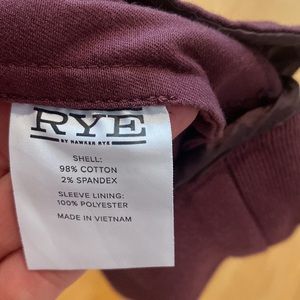 RYE
BY HAWKER RYE
SHELL:
98% COTTON
2% SPANDEX
SLEEVE LINING:
100% POLYESTER
MADE IN VIETNAM